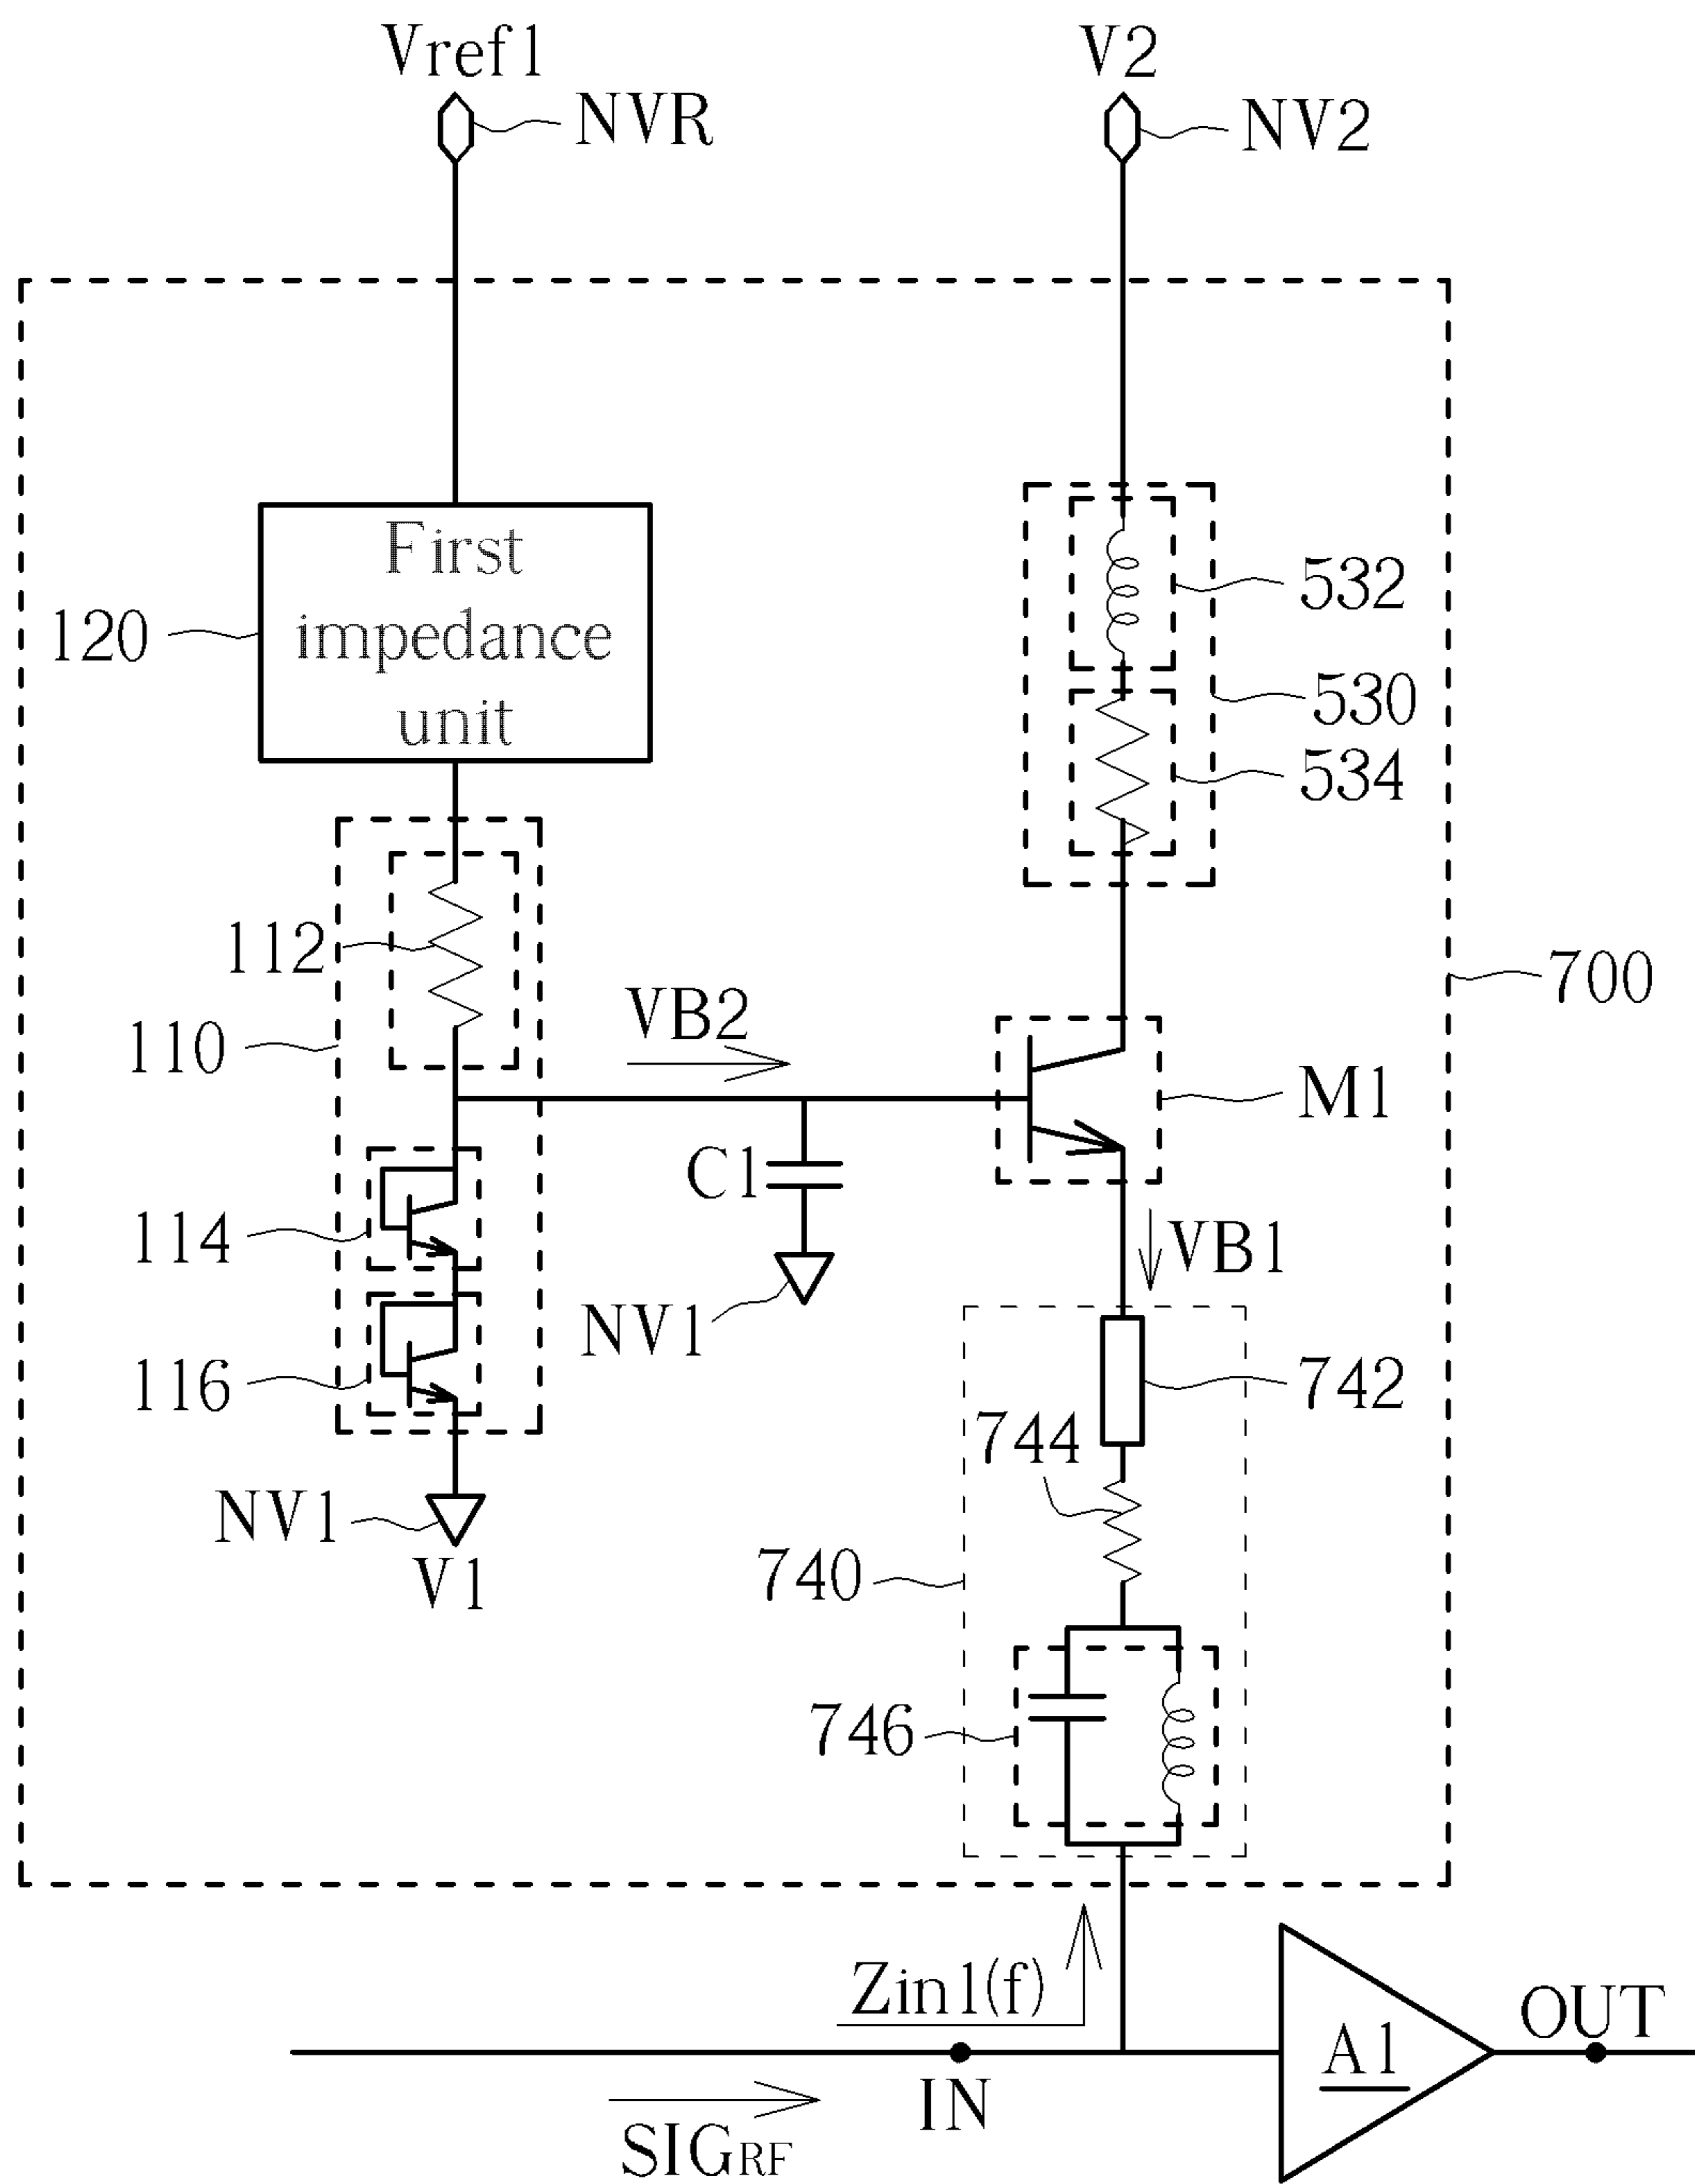 Vref1
V2
NVR
NV2
First
impedance
unit
120
532
530
534
112
110
VB2
700
M1
C1
114
VB1
NV1
116
742
744
NV1
V1
740
746
Zin1(f)
OUT
A1
IN
SIGRF